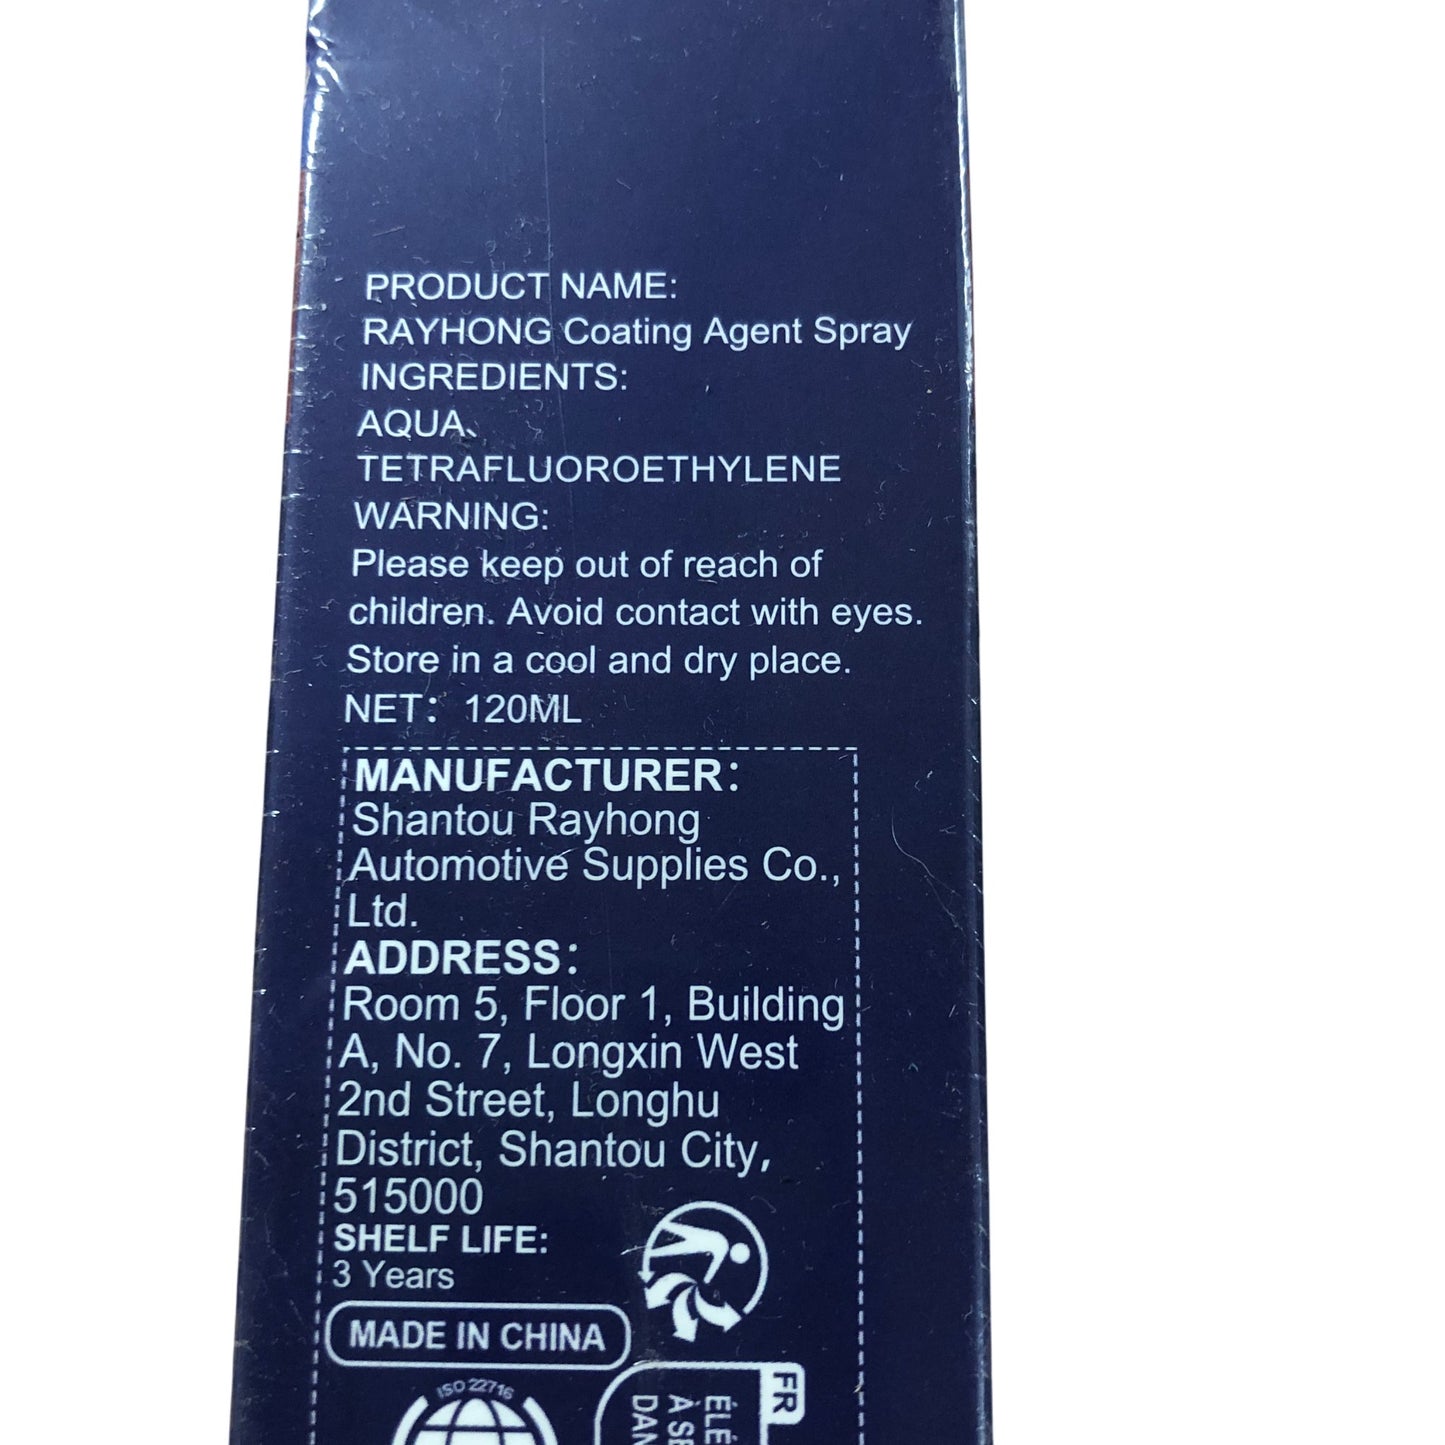 PRODUCT NAME:
RAYHONG Coating Agent Spray
INGREDIENTS:
AQUA、
TETRAFLUOROETHYLENE
WARNING:
Please keep out of reach of
children. Avoid contact with eyes.
Store in a cool and dry place.
NET：120ML
MANUFACTURER：
Shantou Rayhong
Automotive Supplies Co.,
Ltd.
ADDRESS：
Room 5, Floor 1, Building
A, No. 7, Longxin West
2nd Street, Longhu
District, Shantou City,
515000
SHELF LIFE:
3 Years
MADE IN CHINA
ISO 22716
FR